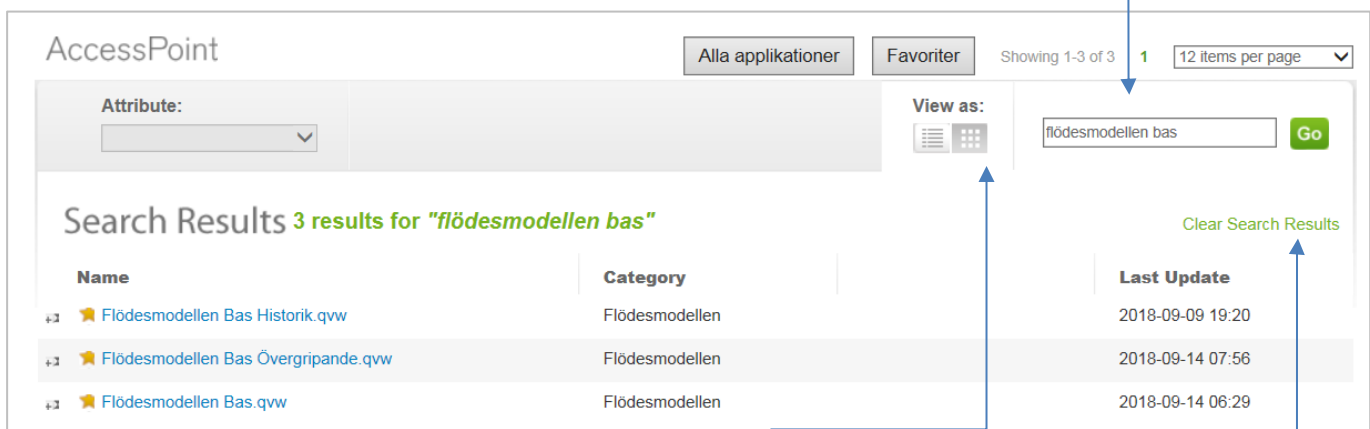 AccessPoint
Alla applikationer Favoriter Showing 1-3 of 3 1 12 items per page
Attribute: View as:
flödesmodellen bas Go
Search Results 3 results for "flödesmodellen bas"
Clear Search Results
Name Category Last Update
Flödesmodellen Bas Historik.qvw Flödesmodellen 2018-09-09 19:20
Flödesmodellen Bas Övergripande.qvw Flödesmodellen 2018-09-14 07:56
Flödesmodellen Bas.qvw Flödesmodellen 2018-09-14 06:29